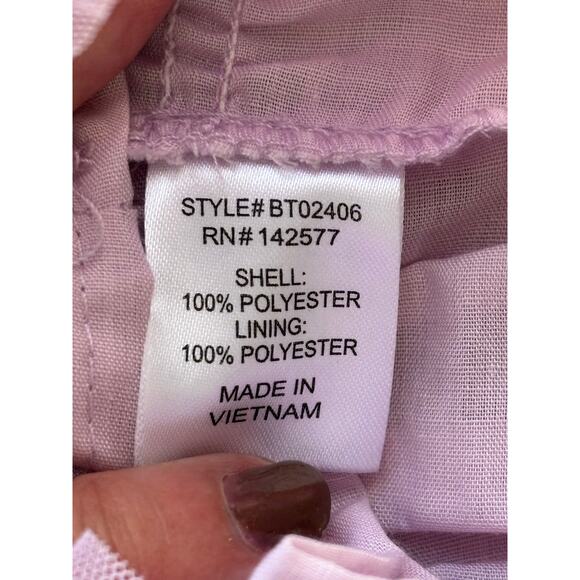 STYLE# BT02406
RN# 142577
SHELL:
100% POLYESTER
LINING:
100% POLYESTER
MADE IN
VIETNAM